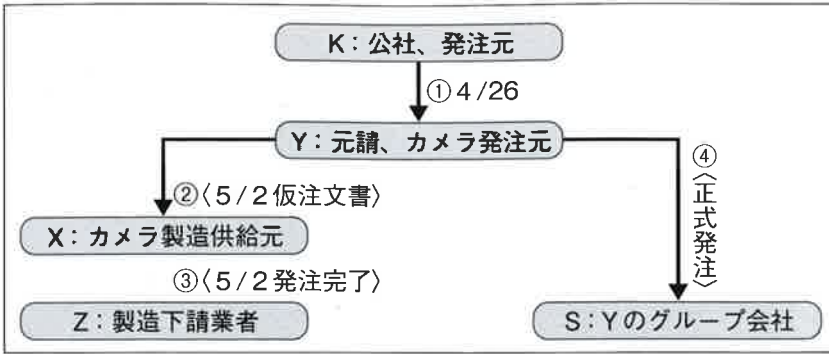 K：公社、発注元
①4/26
Y：元請、カメラ発注元
②〈5/2仮注文書〉
④〈正式発注〉
X：カメラ製造供給元
③〈5/2発注完了〉
Z：製造下請業者
S：Yのグループ会社